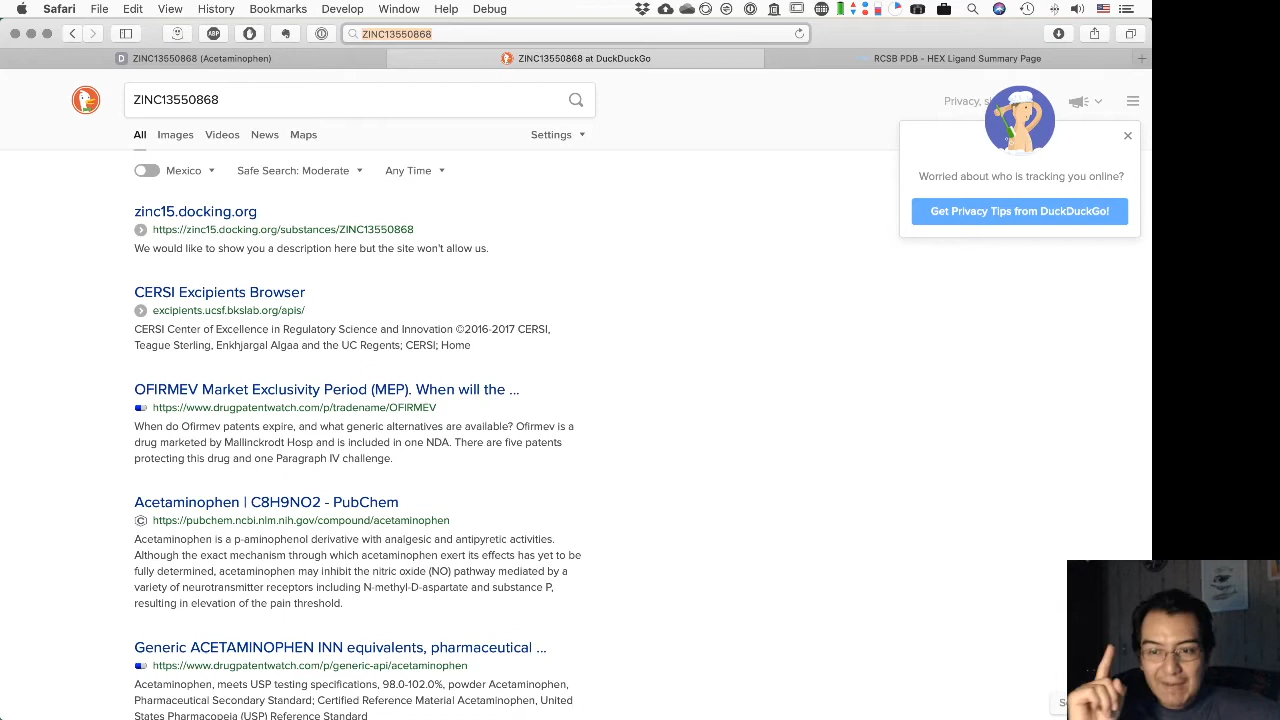 Safari File Edit View History Bookmarks Develop Window Help Debug
ABP ZINC13550868
D ZINC13550868 (Acetaminophen) ZINC13550868 at DuckDuckGo RCSB PDB - HEX Ligand Summary Page
ZINC13550868
Privacy, s
All Images Videos News Maps Settings
Mexico Safe Search: Moderate Any Time
Worried about who is tracking you online?
Get Privacy Tips from DuckDuckGo!
zinc15.docking.org
https://zinc15.docking.org/substances/ZINC13550868
We would like to show you a description here but the site won't allow us.
CERSI Excipients Browser
excipients.ucsf.bkslab.org/apis/
CERSI Center of Excellence in Regulatory Science and Innovation ©2016-2017 CERSI,
Teague Sterling, Enkhjargal Algaa and the UC Regents; CERSI; Home
OFIRMEV Market Exclusivity Period (MEP). When will the ...
https://www.drugpatentwatch.com/p/tradename/OFIRMEV
When do Ofirmev patents expire, and what generic alternatives are available? Ofirmev is a
drug marketed by Mallinckrodt Hosp and is included in one NDA. There are five patents
protecting this drug and one Paragraph IV challenge.
Acetaminophen | C8H9NO2 - PubChem
https://pubchem.ncbi.nlm.nih.gov/compound/acetaminophen
Acetaminophen is a p-aminophenol derivative with analgesic and antipyretic activities.
Although the exact mechanism through which acetaminophen exert its effects has yet to be
fully determined, acetaminophen may inhibit the nitric oxide (NO) pathway mediated by a
variety of neurotransmitter receptors including N-methyl-D-aspartate and substance P,
resulting in elevation of the pain threshold.
Generic ACETAMINOPHEN INN equivalents, pharmaceutical ...
https://www.drugpatentwatch.com/p/generic-api/acetaminophen
Acetaminophen, meets USP testing specifications, 98.0-102.0%, powder Acetaminophen,
Pharmaceutical Secondary Standard; Certified Reference Material Acetaminophen, United
States Pharmacopeia (USP) Reference Standard